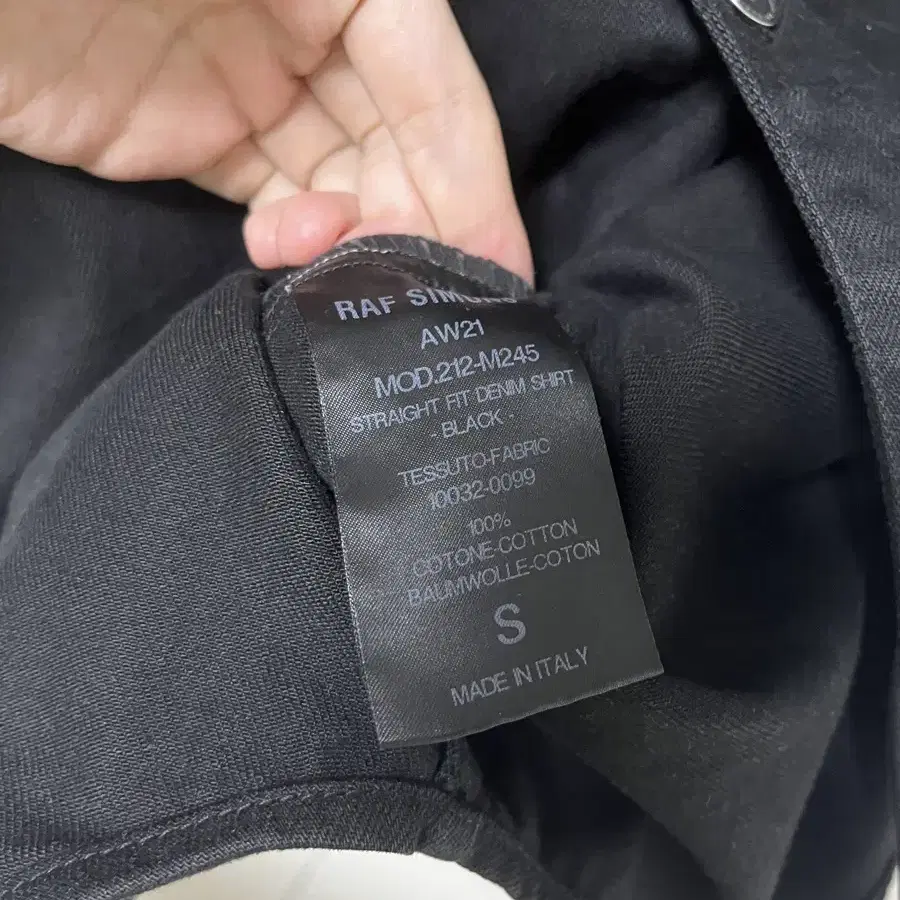 RAF SIMONS
AW21
MOD.212-M245
STRAIGHT FIT DENIM SHIRT
- BLACK -
TESSUTO-FABRIC
10032-0099
100%
COTONE-COTTON
BAUMWOLLE-COTON
S
MADE IN ITALY